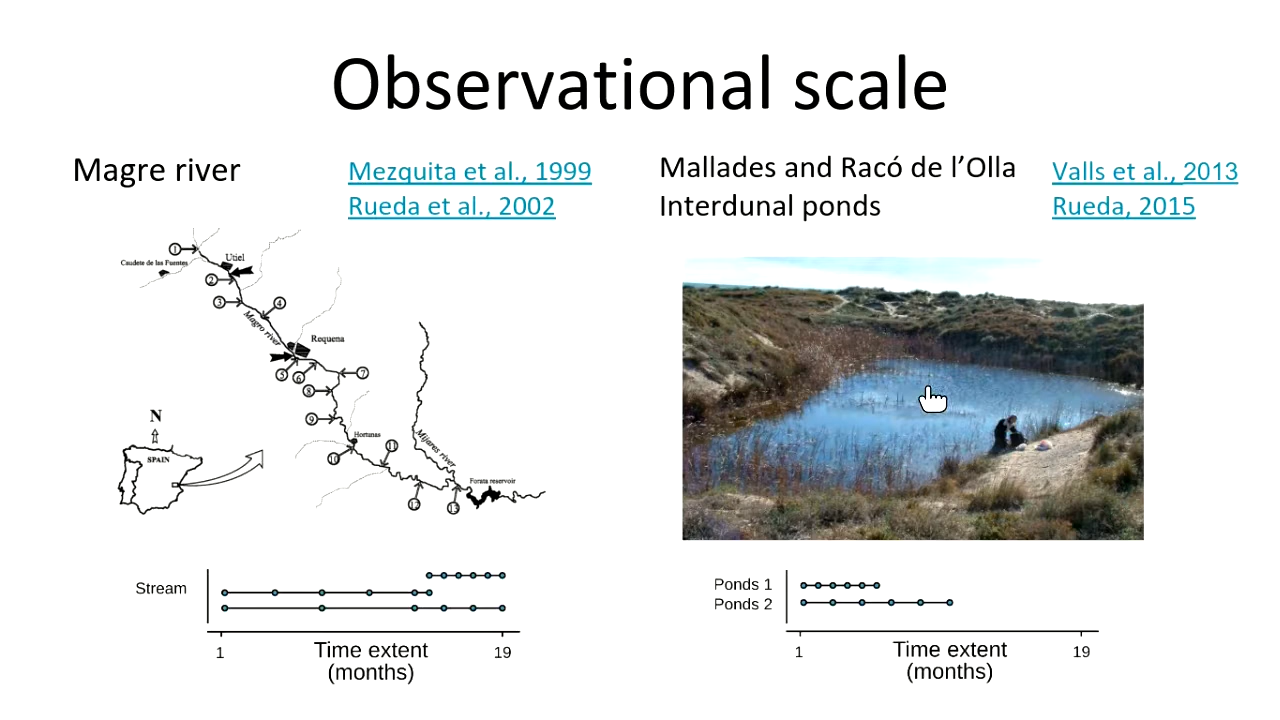 Observational scale
Magre river
Mezquita et al., 1999
Rueda et al., 2002
Mallades and Racó de l'Olla
Interdunal ponds
Valls et al., 2013
Rueda, 2015
1
Utiel
Caudete de las Fuentes
2
3
4
Magro river
Requena
5
6
7
8
9
Hortunas
10
11
Mijares river
Forata reservoir
12
13
N
SPAIN
Stream
1
19
Time extent
(months)
Ponds 1
Ponds 2
1
19
Time extent
(months)